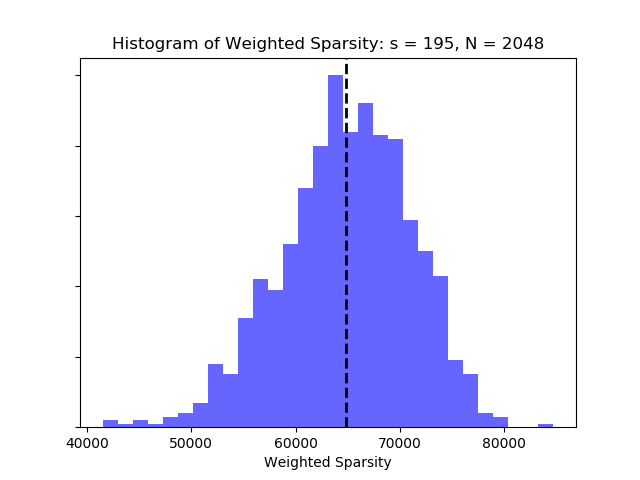 Histogram of Weighted Sparsity: s = 195, N = 2048
40000 50000 60000 70000 80000
Weighted Sparsity